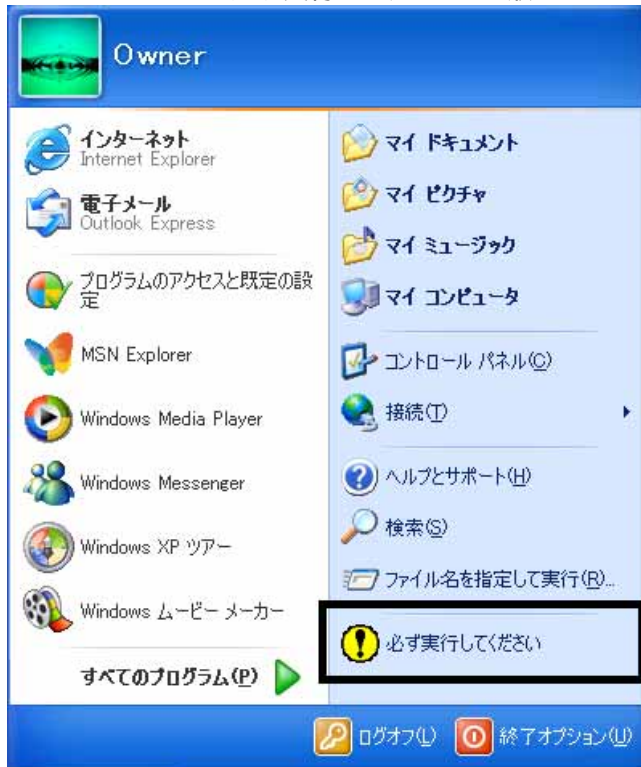 Owner
インターネット
Internet Explorer
電子メール
Outlook Express
プログラムのアクセスと既定の設
定
MSN Explorer
Windows Media Player
Windows Messenger
Windows XP ツアー
Windows ムービー メーカー
すべてのプログラム(P)
マイ ドキュメント
マイ ピクチャ
マイ ミュージック
マイ コンピュータ
コントロール パネル(C)
接続(T)
ヘルプとサポート(H)
検索(S)
ファイル名を指定して実行(R)...
必ず実行してください
ログオフ(L)
終了オプション(U)